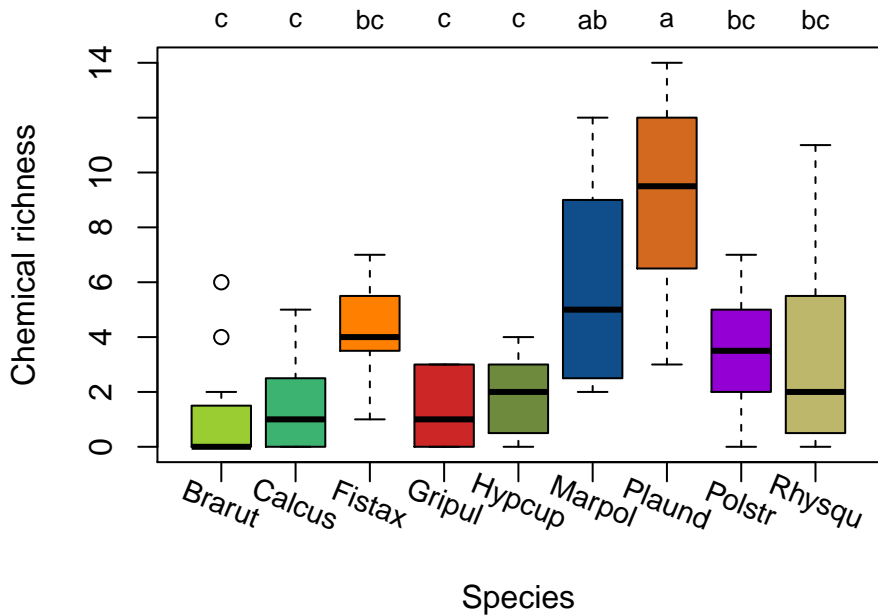 c c bc c c ab a bc bc
Chemical richness
14
10
8
6
4
2
0
Brarut Calcus Fistax Gripul Hypcup Marpol Plaund Polstr Rhysqu
Species